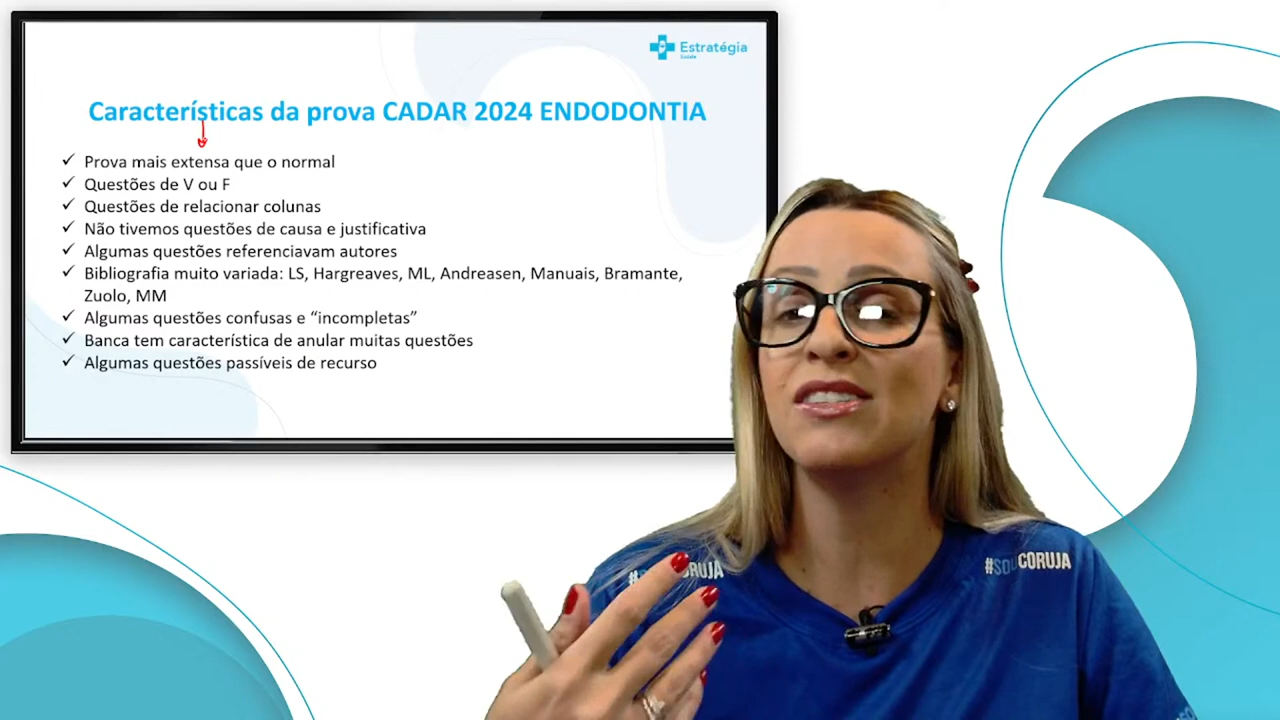 Estratégia
Saúde
Características da prova CADAR 2024 ENDODONTIA
✓ Prova mais extensa que o normal
✓ Questões de V ou F
✓ Questões de relacionar colunas
✓ Não tivemos questões de causa e justificativa
✓ Algumas questões referenciavam autores
✓ Bibliografia muito variada: LS, Hargreaves, ML, Andreasen, Manuais, Bramante,
Zuolo, MM
✓ Algumas questões confusas e “incompletas”
✓ Banca tem característica de anular muitas questões
✓ Algumas questões passíveis de recurso
#SOUCORUJA